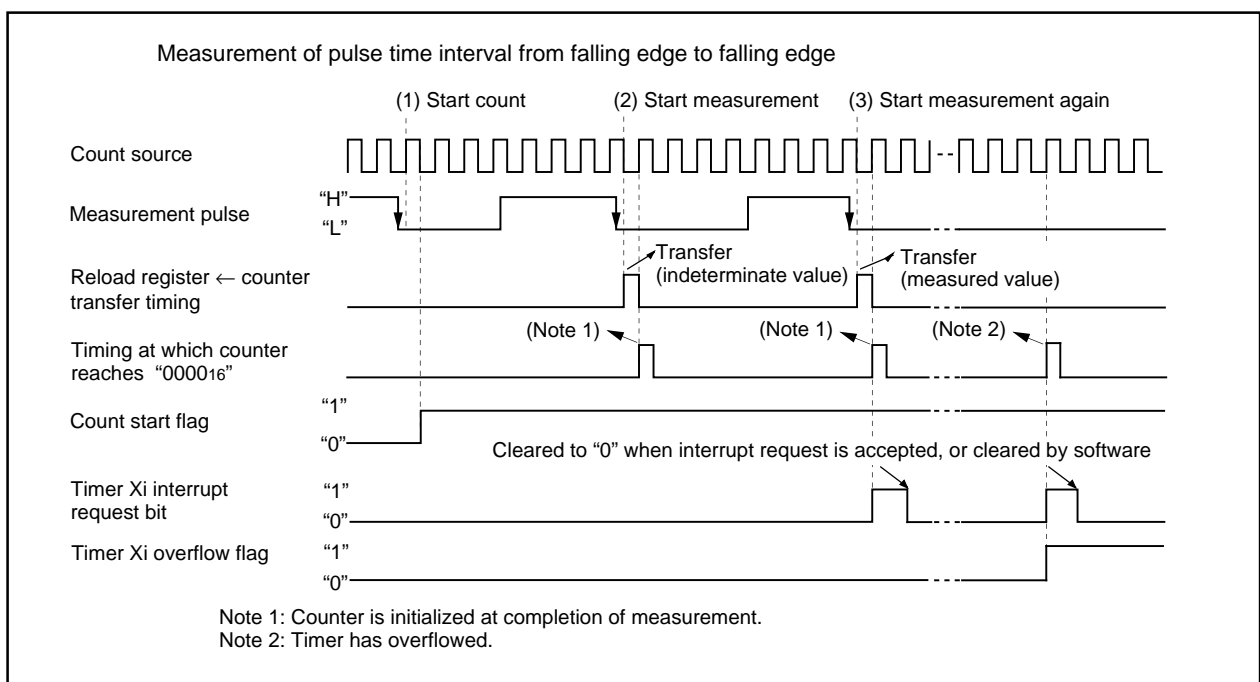 Measurement of pulse time interval from falling edge to falling edge
(1) Start count
(2) Start measurement
(3) Start measurement again
Count source
Measurement pulse
“H”
“L”
Reload register ← counter
transfer timing
Transfer
(indeterminate value)
Transfer
(measured value)
Timing at which counter
reaches “000016”
(Note 1)
(Note 1)
(Note 2)
Count start flag
“1”
“0”
Cleared to “0” when interrupt request is accepted, or cleared by software
Timer Xi interrupt
request bit
“1”
“0”
Timer Xi overflow flag
“1”
“0”
Note 1: Counter is initialized at completion of measurement.
Note 2: Timer has overflowed.